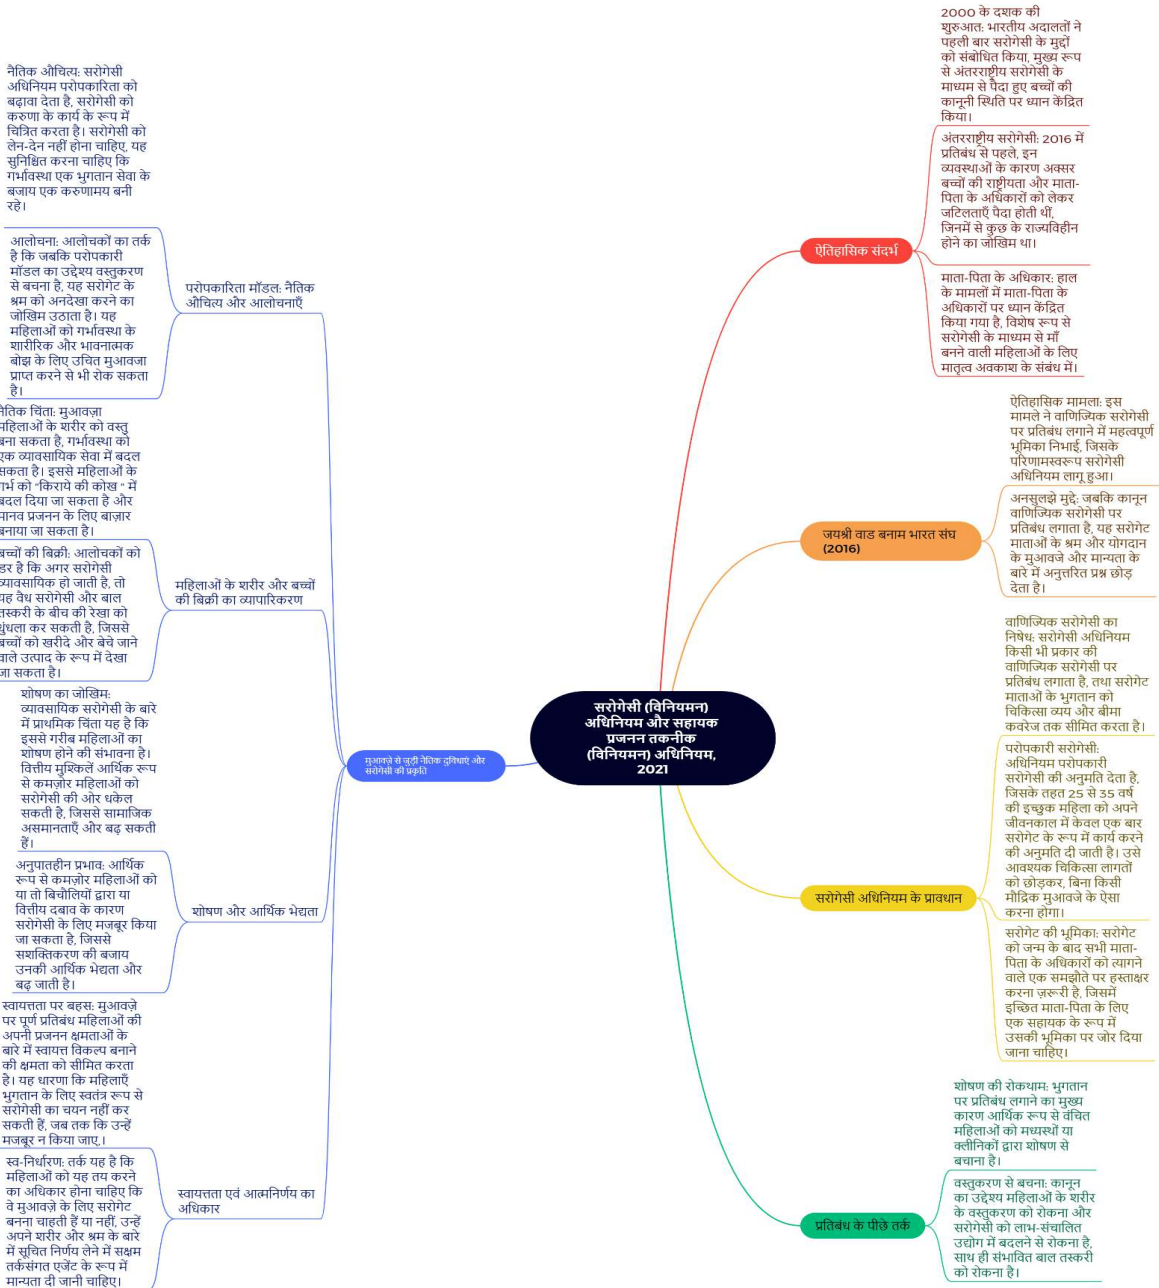 सरोगेसी (विनियमन)
अधिनियम और सहायक
प्रजनन तकनीक
(विनियमन) अधिनियम,
2021
ऐतिहासिक संदर्भ
2000 के दशक की
शुरुआत: भारतीय अदालतों ने
पहली बार सरोगेसी के मुद्दों
को संबोधित किया, मुख्य रूप
से अंतरराष्ट्रीय सरोगेसी के
माध्यम से पैदा हुए बच्चों की
कानूनी स्थिति पर ध्यान केंद्रित
किया।
अंतरराष्ट्रीय सरोगेसी: 2016 में
प्रतिबंध से पहले, इन
व्यवस्थाओं के कारण अक्सर
बच्चों की राष्ट्रीयता और माता-
पिता के अधिकारों को लेकर
जटिलताएँ पैदा होती थीं,
जिनमें से कुछ के राज्यविहीन
होने का जोखिम था।
माता-पिता के अधिकार: हाल
के मामलों में माता-पिता के
अधिकारों पर ध्यान केंद्रित
किया गया है, विशेष रूप से
सरोगेसी के माध्यम से माँ
बनने वाली महिलाओं के लिए
मातृत्व अवकाश के संबंध में।
जयश्री वाड बनाम भारत संघ
(2016)
ऐतिहासिक मामला: इस
मामले ने वाणिज्यिक सरोगेसी
पर प्रतिबंध लगाने में महत्वपूर्ण
भूमिका निभाई, जिसके
परिणामस्वरूप सरोगेसी
अधिनियम लागू हुआ।
अनसुलझे मुद्दे: जबकि कानून
वाणिज्यिक सरोगेसी पर
प्रतिबंध लगाता है, यह सरोगेट
माताओं के श्रम और योगदान
के मुआवजे और मान्यता के
बारे में अनुत्तरित प्रश्न छोड़
देता है।
सरोगेसी अधिनियम के प्रावधान
वाणिज्यिक सरोगेसी का
निषेध: सरोगेसी अधिनियम
किसी भी प्रकार की
वाणिज्यिक सरोगेसी पर
प्रतिबंध लगाता है, तथा सरोगेट
माताओं के भुगतान को
चिकित्सा व्यय और बीमा
कवरेज तक सीमित करता है।
परोपकारी सरोगेसी:
अधिनियम परोपकारी
सरोगेसी की अनुमति देता है,
जिसके तहत 25 से 35 वर्ष
की इच्छुक महिला को अपने
जीवनकाल में केवल एक बार
सरोगेट के रूप में कार्य करने
की अनुमति दी जाती है। उसे
आवश्यक चिकित्सा लागतों
को छोड़कर, बिना किसी
मौद्रिक मुआवजे के ऐसा
करना होगा।
सरोगेट की भूमिका: सरोगेट
को जन्म के बाद सभी माता-
पिता के अधिकारों को त्यागने
वाले एक समझौते पर हस्ताक्षर
करना ज़रूरी है, जिसमें
इच्छित माता-पिता के लिए
एक सहायक के रूप में
उसकी भूमिका पर जोर दिया
जाना चाहिए।
प्रतिबंध के पीछे तर्क
शोषण की रोकथाम: भुगतान
पर प्रतिबंध लगाने का मुख्य
कारण आर्थिक रूप से वंचित
महिलाओं को मध्यस्थों या
क्लीनिकों द्वारा शोषण से
बचाना है।
वस्तुकरण से बचना: कानून
का उद्देश्य महिलाओं के शरीर
के वस्तुकरण को रोकना और
सरोगेसी को लाभ-संचालित
उद्योग में बदलने से रोकना है,
साथ ही संभावित बाल तस्करी
को रोकना है।
मुआवज़े से जुड़ी नैतिक दुविधाएं और
सरोगेसी की प्रकृति
परोपकारिता मॉडल: नैतिक
औचित्य और आलोचनाएँ
नैतिक औचित्य: सरोगेसी
अधिनियम परोपकारिता को
बढ़ावा देता है, सरोगेसी को
करुणा के कार्य के रूप में
चित्रित करता है। सरोगेसी को
लेन-देन नहीं होना चाहिए, यह
सुनिश्चित करना चाहिए कि
गर्भावस्था एक भुगतान सेवा के
बजाय एक करुणामय बनी
रहे।
आलोचना: आलोचकों का तर्क
है कि जबकि परोपकारी
मॉडल का उद्देश्य वस्तुकरण
से बचना है, यह सरोगेट के
श्रम को अनदेखा करने का
जोखिम उठाता है। यह
महिलाओं को गर्भावस्था के
शारीरिक और भावनात्मक
बोझ के लिए उचित मुआवजा
प्राप्त करने से भी रोक सकता
है।
महिलाओं के शरीर और बच्चों
की बिक्री का व्यापारिकरण
नैतिक चिंता: मुआवज़ा
महिलाओं के शरीर को वस्तु
बना सकता है, गर्भावस्था को
एक व्यावसायिक सेवा में बदल
सकता है। इससे महिलाओं के
गर्भ को "किराये की कोख " में
बदल दिया जा सकता है और
मानव प्रजनन के लिए बाज़ार
बनाया जा सकता है।
बच्चों की बिक्री: आलोचकों को
डर है कि अगर सरोगेसी
व्यावसायिक हो जाती है, तो
यह वैध सरोगेसी और बाल
तस्करी के बीच की रेखा को
धुंधला कर सकती है, जिससे
बच्चों को खरीदे और बेचे जाने
वाले उत्पाद के रूप में देखा
जा सकता है।
शोषण और आर्थिक भेद्यता
शोषण का जोखिम:
व्यावसायिक सरोगेसी के बारे
में प्राथमिक चिंता यह है कि
इससे गरीब महिलाओं का
शोषण होने की संभावना है।
वित्तीय मुश्किलें आर्थिक रूप
से कमज़ोर महिलाओं को
सरोगेसी की ओर धकेल
सकती है, जिससे सामाजिक
असमानताएँ और बढ़ सकती
हैं।
अनुपातहीन प्रभाव: आर्थिक
रूप से कमज़ोर महिलाओं को
या तो बिचौलियों द्वारा या
वित्तीय दबाव के कारण
सरोगेसी के लिए मजबूर किया
जा सकता है, जिससे
सशक्तिकरण की बजाय
उनकी आर्थिक भेद्यता और
बढ़ जाती है।
स्वायत्तता एवं आत्मनिर्णय का
अधिकार
स्वायत्तता पर बहस: मुआवज़े
पर पूर्ण प्रतिबंध महिलाओं की
अपनी प्रजनन क्षमताओं के
बारे में स्वायत्त विकल्प बनाने
की क्षमता को सीमित करता
है। यह धारणा कि महिलाएँ
भुगतान के लिए स्वतंत्र रूप से
सरोगेसी का चयन नहीं कर
सकती हैं, जब तक कि उन्हें
मजबूर न किया जाए,।
स्व-निर्धारण: तर्क यह है कि
महिलाओं को यह तय करने
का अधिकार होना चाहिए कि
वे मुआवज़े के लिए सरोगेट
बनना चाहती हैं या नहीं, उन्हें
अपने शरीर और श्रम के बारे
में सूचित निर्णय लेने में सक्षम
तर्कसंगत एजेंट के रूप में
मान्यता दी जानी चाहिए।